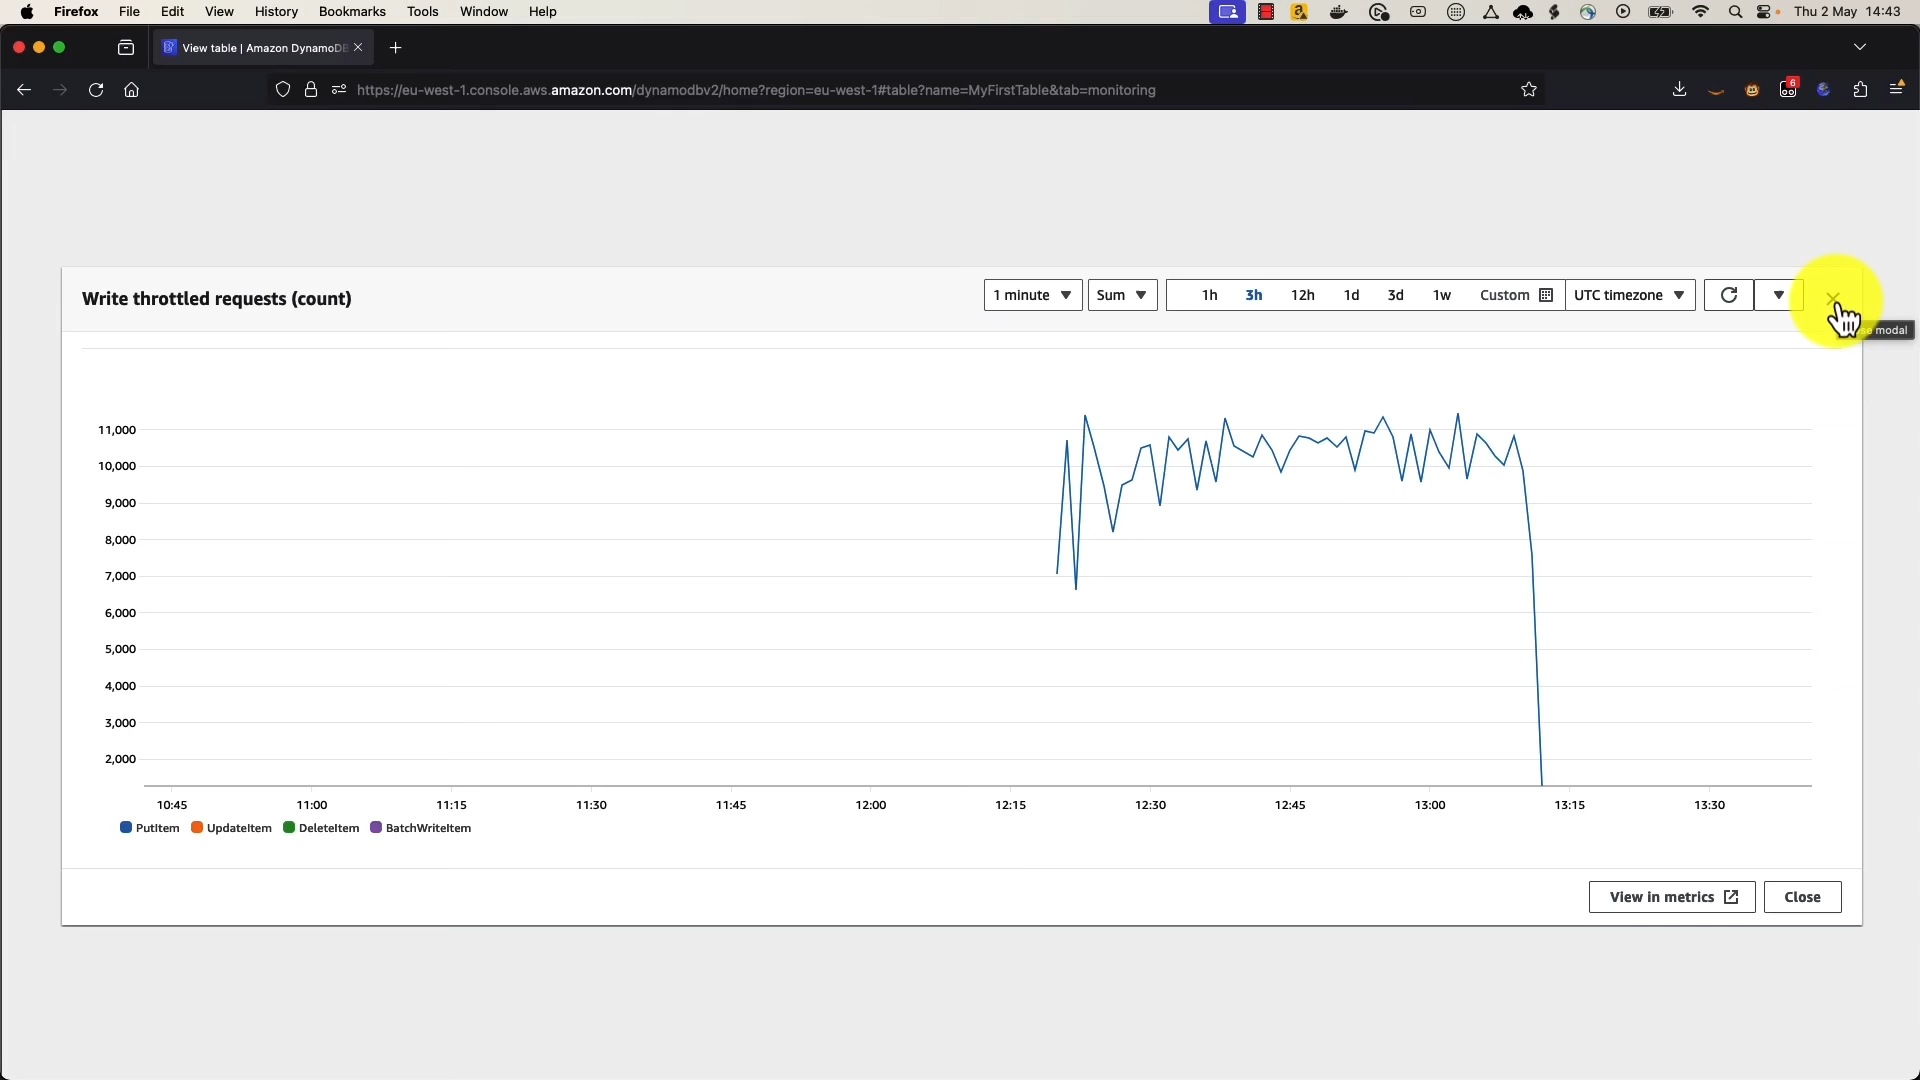 Firefox File Edit View History Bookmarks Tools Window Help Thu 2 May 14:43
View table | Amazon DynamoDB
https://eu-west-1.console.aws.amazon.com/dynamodbv2/home?region=eu-west-1#table?name=MyFirstTable&tab=monitoring
6
Write throttled requests (count)
1 minute Sum 1h 3h 12h 1d 3d 1w Custom UTC timezone
modal
11,000
10,000
9,000
8,000
7,000
6,000
5,000
4,000
3,000
2,000
10:45 11:00 11:15 11:30 11:45 12:00 12:15 12:30 12:45 13:00 13:15 13:30
PutItem UpdateItem DeleteItem BatchWriteItem
View in metrics Close